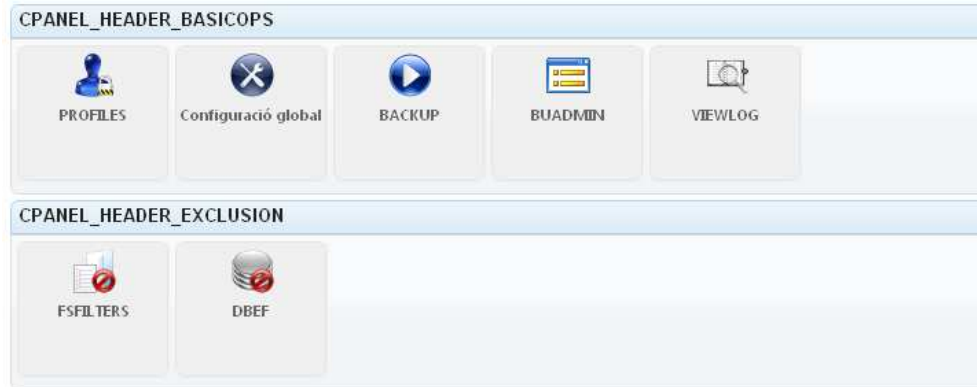 CPANEL_HEADER_BASICOPS
PROFILES
Configuració global
BACKUP
BUADMIN
VIEWLOG
CPANEL_HEADER_EXCLUSION
FSFILTERS
DBEF